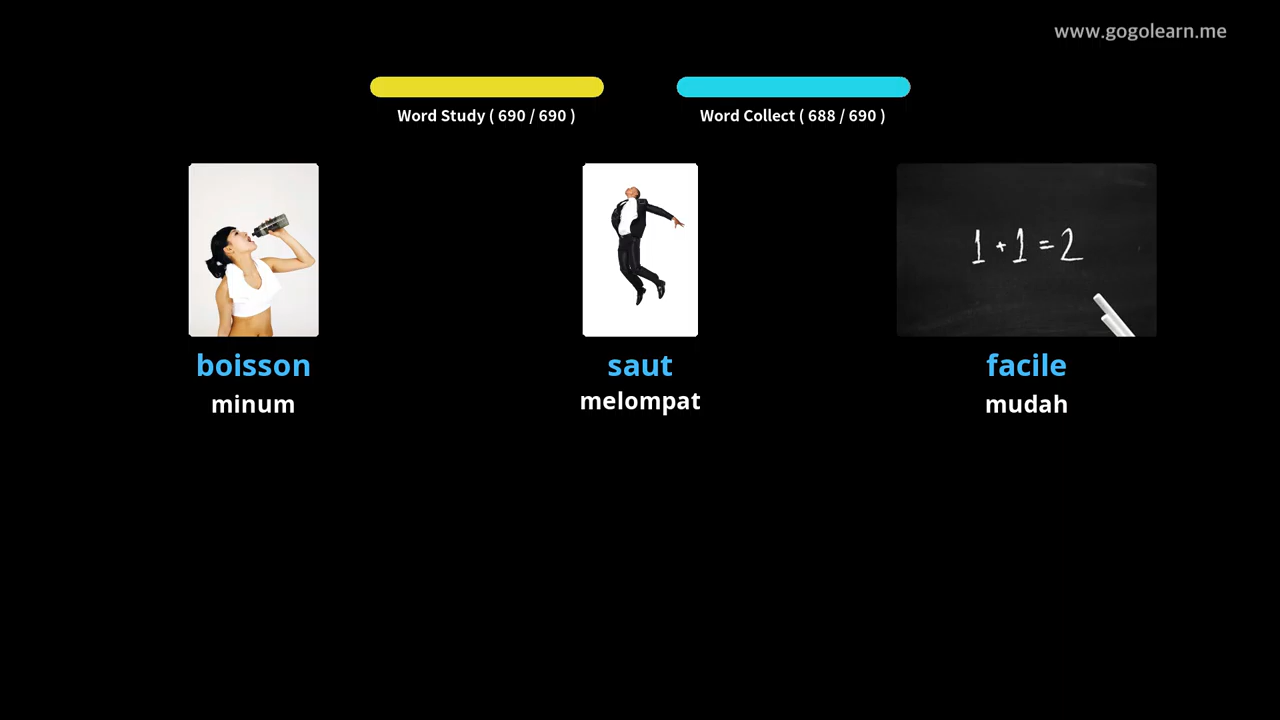 www.gogolearn.me
Word Study ( 690 / 690 )
Word Collect ( 688 / 690 )
1 + 1 = 2
boisson
saut
facile
minum
melompat
mudah